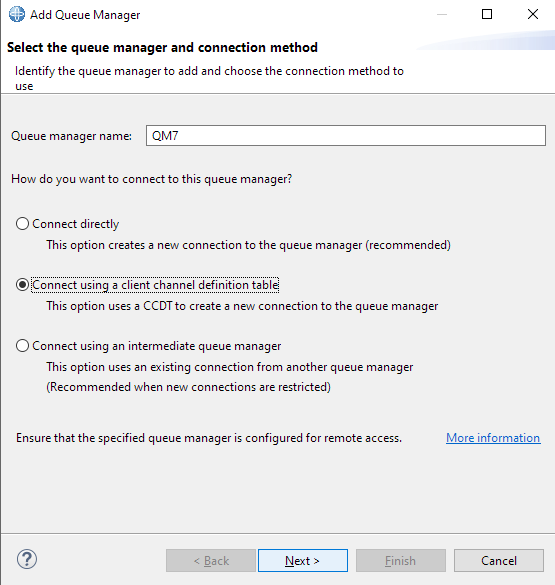 Add Queue Manager
Select the queue manager and connection method
Identify the queue manager to add and choose the connection method to
use
Queue manager name: QM7
How do you want to connect to this queue manager?
Connect directly
This option creates a new connection to the queue manager (recommended)
Connect using a client channel definition table
This option uses a CCDT to create a new connection to the queue manager
Connect using an intermediate queue manager
This option uses an existing connection from another queue manager
(Recommended when new connections are restricted)
Ensure that the specified queue manager is configured for remote access. More information
? < Back Next > Finish Cancel